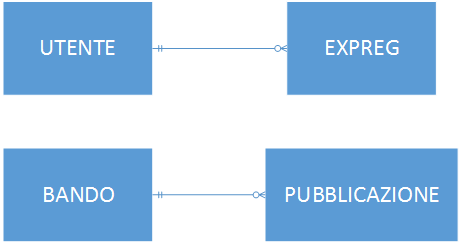 UTENTE
EXPREG
BANDO
PUBBLICAZIONE